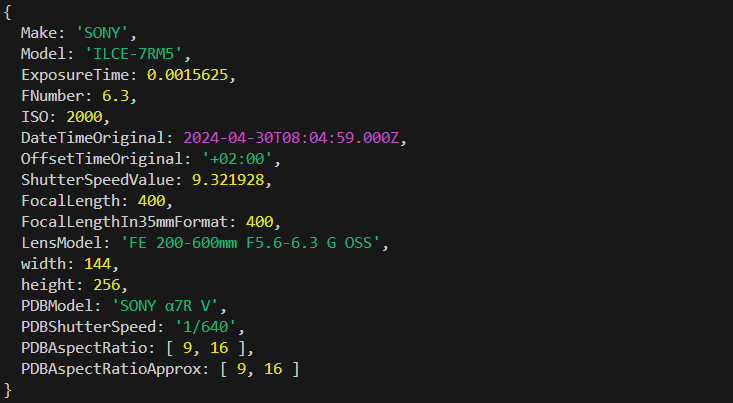 {
  Make: 'SONY',
  Model: 'ILCE-7RM5',
  ExposureTime: 0.0015625,
  FNumber: 6.3,
  ISO: 2000,
  DateTimeOriginal: 2024-04-30T08:04:59.000Z,
  OffsetTimeOriginal: '+02:00',
  ShutterSpeedValue: 9.321928,
  FocalLength: 400,
  FocalLengthIn35mmFormat: 400,
  LensModel: 'FE 200-600mm F5.6-6.3 G OSS',
  width: 144,
  height: 256,
  PDBModel: 'SONY α7R V',
  PDBShutterSpeed: '1/640',
  PDBAspectRatio: [ 9, 16 ],
  PDBAspectRatioApprox: [ 9, 16 ]
}